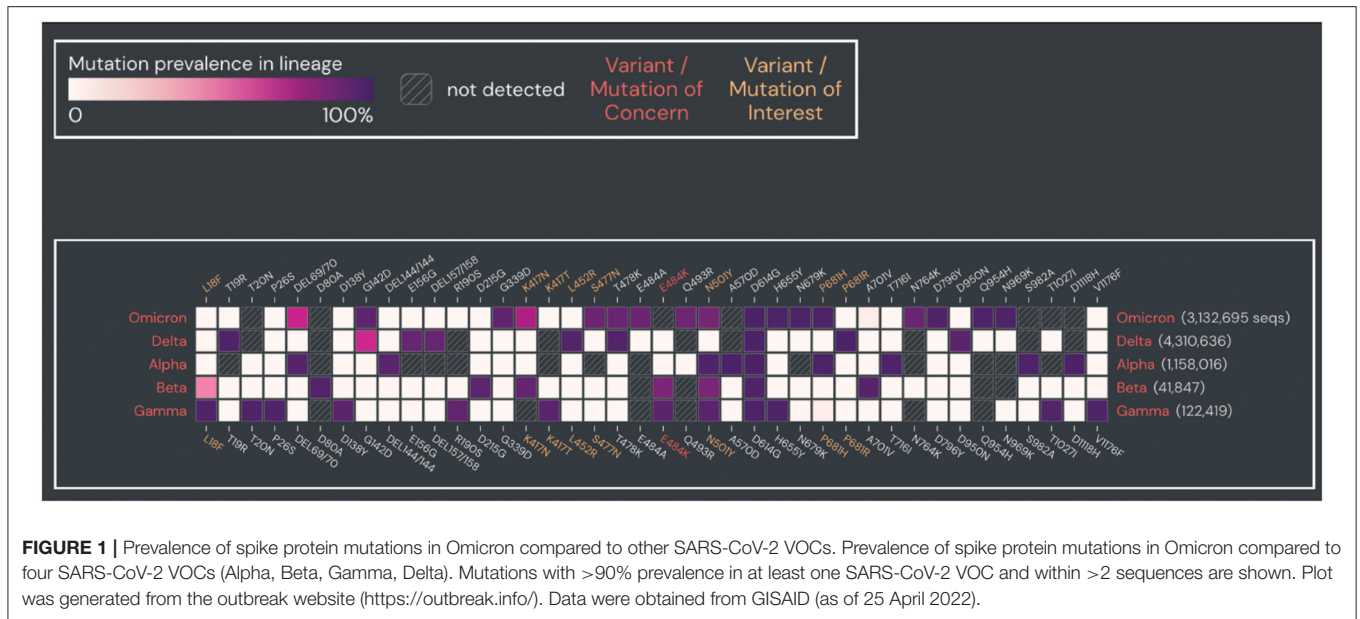 Mutation prevalence in lineage
0 100%
not detected
Variant /
Mutation of
Concern
Variant /
Mutation of
Interest
L18F T19R T20N P26S DEL69/70 D80A D138Y G142D DEL144/144 E156G DEL157/158 R190S D215G G339D K417N K417T L452R S477N T478K E484A E484K Q493R N501Y A570D D614G H655Y N679K P681H P681R A701V T716I N764K D796Y D950N Q954H N969K S982A T1027I D1118H V1176F
Omicron Omicron (3,132,695 seqs)
Delta Delta (4,310,636)
Alpha Alpha (1,158,016)
Beta Beta (41,847)
Gamma Gamma (122,419)
L18F T19R T20N P26S DEL69/70 D80A D138Y G142D DEL144/144 E156G DEL157/158 R190S D215G G339D K417N K417T L452R S477N T478K E484A E484K Q493R N501Y A570D D614G H655Y N679K P681H P681R A701V T716I N764K D796Y D950N Q954H N969K S982A T1027I D1118H V1176F
FIGURE 1 | Prevalence of spike protein mutations in Omicron compared to other SARS-CoV-2 VOCs. Prevalence of spike protein mutations in Omicron compared to
four SARS-CoV-2 VOCs (Alpha, Beta, Gamma, Delta). Mutations with >90% prevalence in at least one SARS-CoV-2 VOC and within >2 sequences are shown. Plot
was generated from the outbreak website (https://outbreak.info/). Data were obtained from GISAID (as of 25 April 2022).